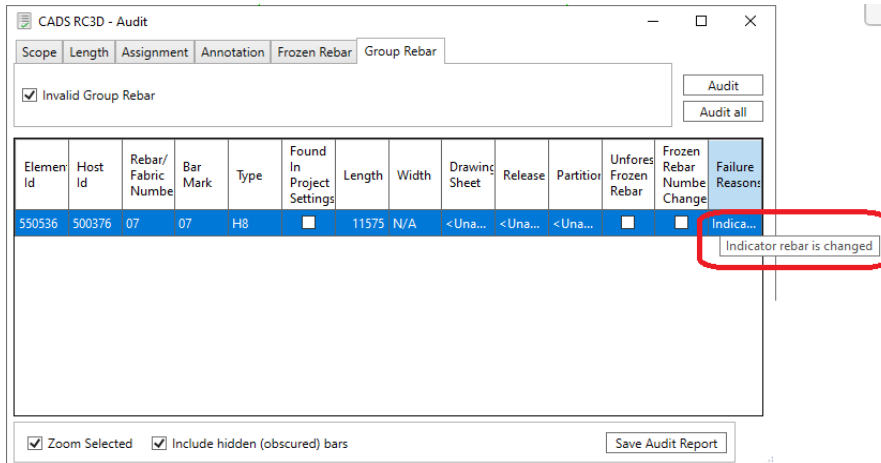 CADS RC3D - Audit
Scope Length Assignment Annotation Frozen Rebar Group Rebar
Invalid Group Rebar
Audit
Audit all
Elemen Id
Host Id
Rebar/ Fabric Numbe
Bar Mark
Type
Found In Project Settings
Length
Width
Drawing Sheet
Release
Partition
Unfores Frozen Rebar
Frozen Rebar Numbe Change
Failure Reasons
550536 500376 07 07 H8 11575 N/A <Una... <Una... <Una... Indica...
Indicator rebar is changed
Zoom Selected Include hidden (obscured) bars Save Audit Report